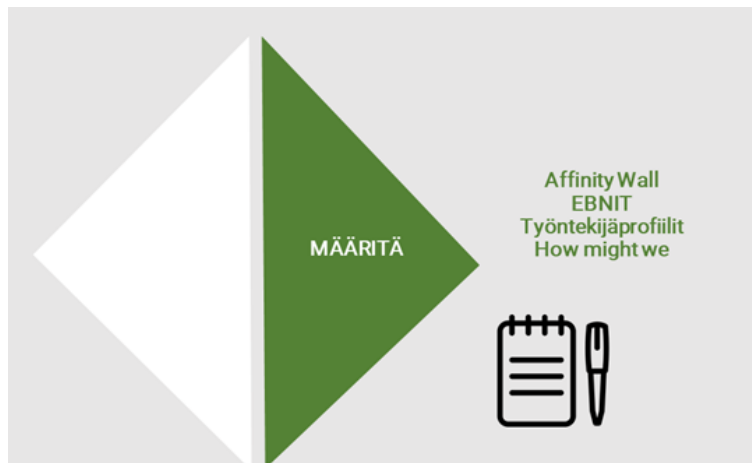 MÄÄRITÄ
Affinity Wall
EBNIT
Työntekijäprofiilit
How might we